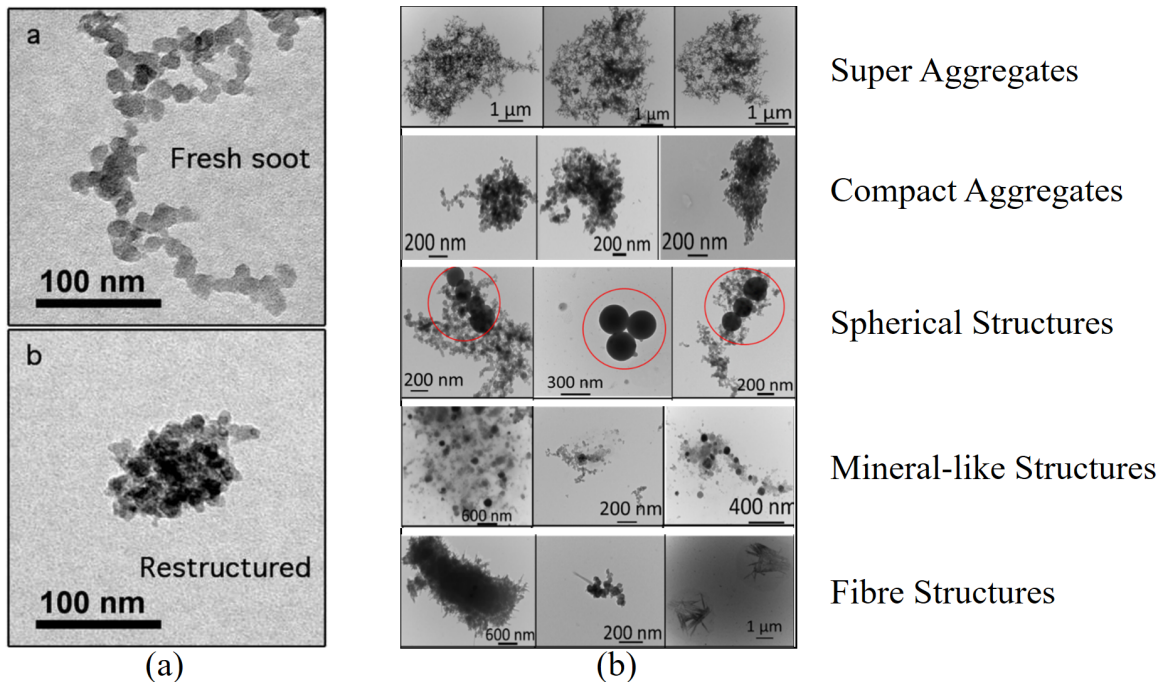 a
Fresh soot
100 nm
b
Restructured
100 nm
(a)
1 µm
1 µm
1 µm
Super Aggregates
200 nm
200 nm
200 nm
Compact Aggregates
200 nm
300 nm
200 nm
Spherical Structures
600 nm
200 nm
400 nm
Mineral-like Structures
600 nm
200 nm
1 µm
Fibre Structures
(b)